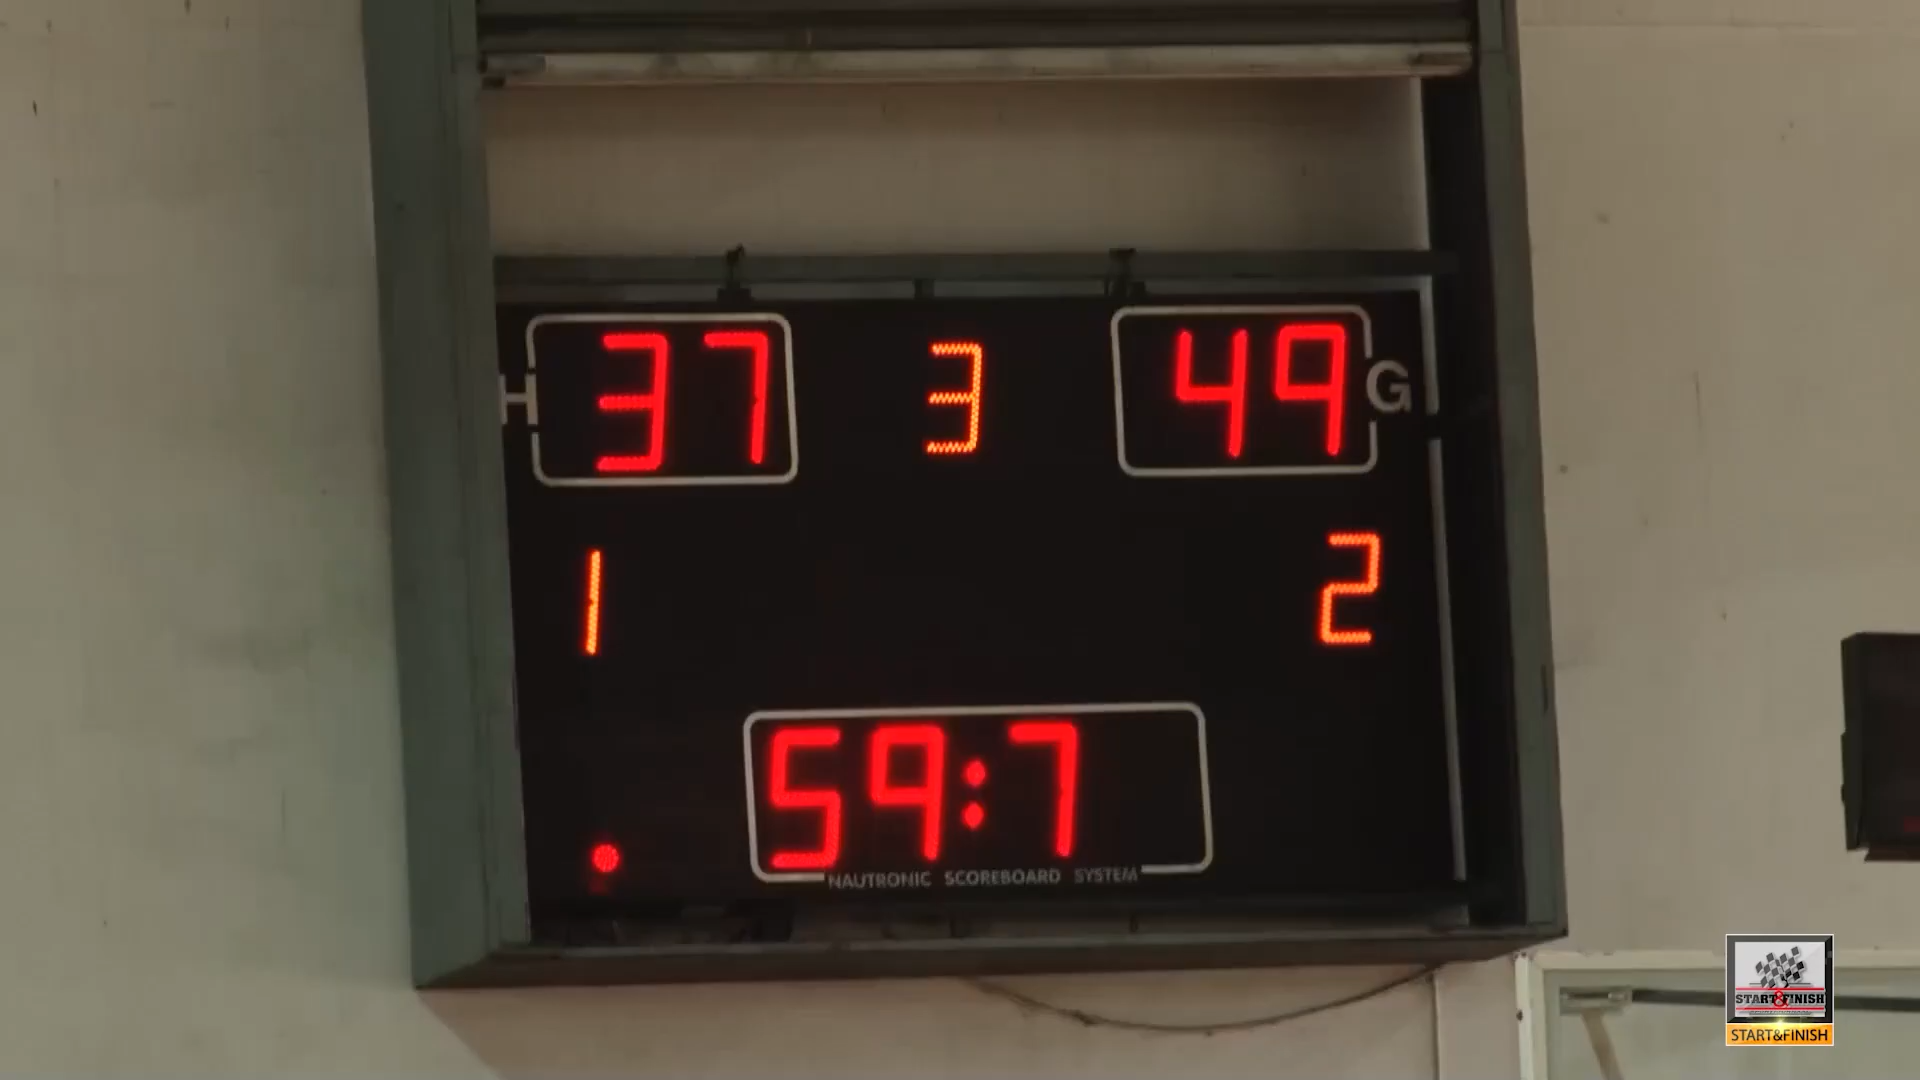 H 37 3 49 G
1 2
59:7
NAUTRONIC SCOREBOARD SYSTEM
START&FINISH
START&FINISH